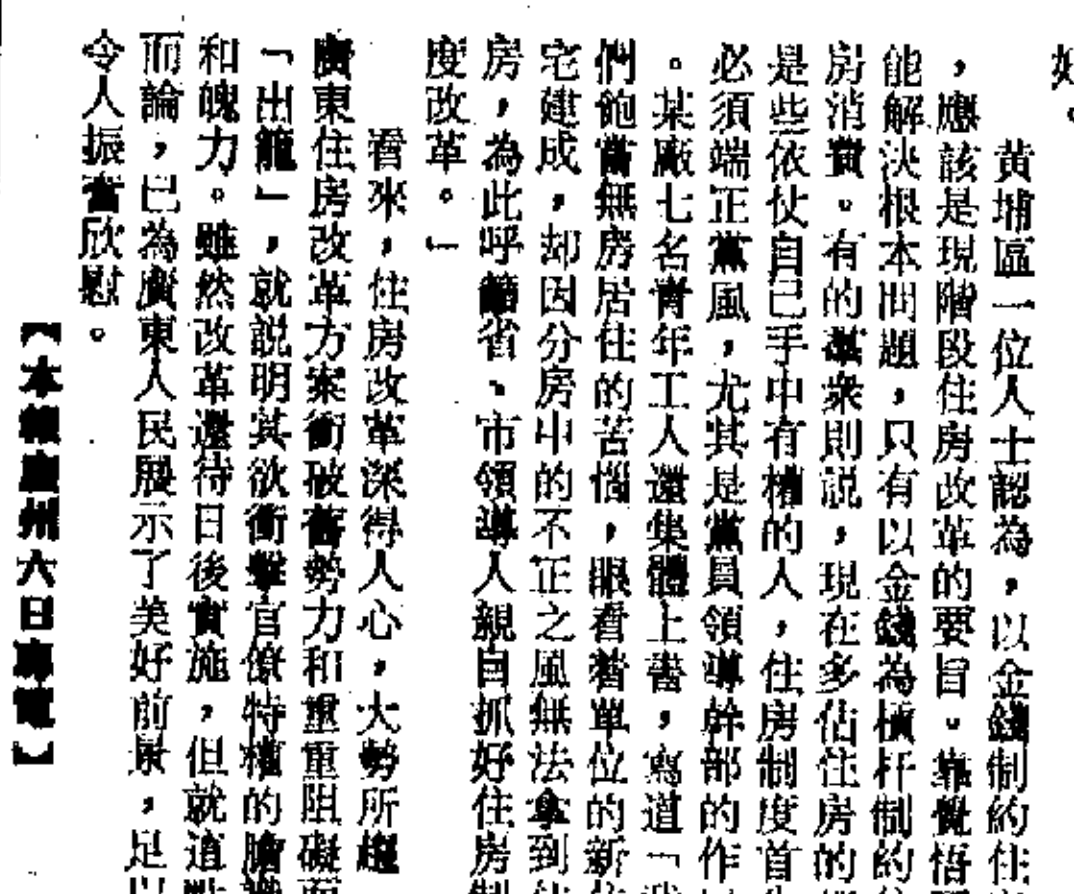 好。
黃埔區一位人士認為，以金錢制約住
，應該是現階段住房改革的要旨。靠覺悟
能解決根本問題，只有以金錢為槓杆制約
房消費。有的羣衆則説，現在多佔住房的
是些依仗自己手中有權的人，住房制度首
必須端正黨風，尤其是黨員領導幹部的作
。某廠七名青年工人還集體上書，寫道「我
們飽嘗無房居住的苦惱，眼看着單位的新
宅建成，却因分房中的不正之風無法拿到
房，為此呼籲省、市領導人親自抓好住房制
度改革。」
看來，住房改革深得人心，大勢所趨
廣東住房改革方案衝破舊勢力和重重阻礙而
「出籠」，就説明其欲衝擊官僚特權的膽識
和魄力。雖然改革還待日後實施，但就這點
而論，已為廣東人民展示了美好前景，足以
令人振奮欣慰。
【本報廣州六日專電】